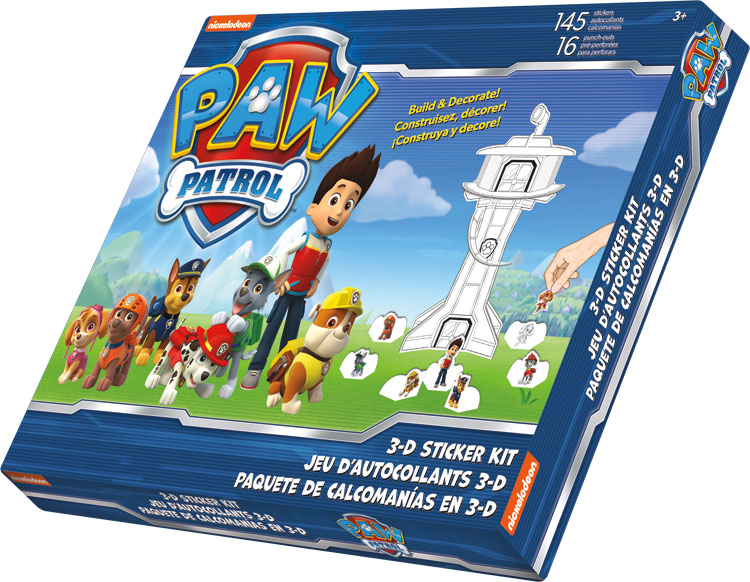 nickelodeon
145 stickers
autocollants
calcomanías
16 punch-outs
pré-perforées
para perforars
3+
PAW
PATROL
™
Build & Decorate!
Construisez, décorer!
¡Construya y decore!
3-D STICKER KIT
JEU D'AUTOCOLLANTS 3-D
PAQUETE DE CALCOMANÍAS EN 3-D
PAW
PATROL
3-D STICKER KIT
JEU D'AUTOCOLLANTS 3-D
PAQUETE DE CALCOMANÍAS EN 3-D
nickelodeon
nickelodeon
3-D STICKER KIT
JEU D'AUTOCOLLANTS 3-D
PAQUETE DE CALCOMANÍAS EN 3-D
PAW
PATROL